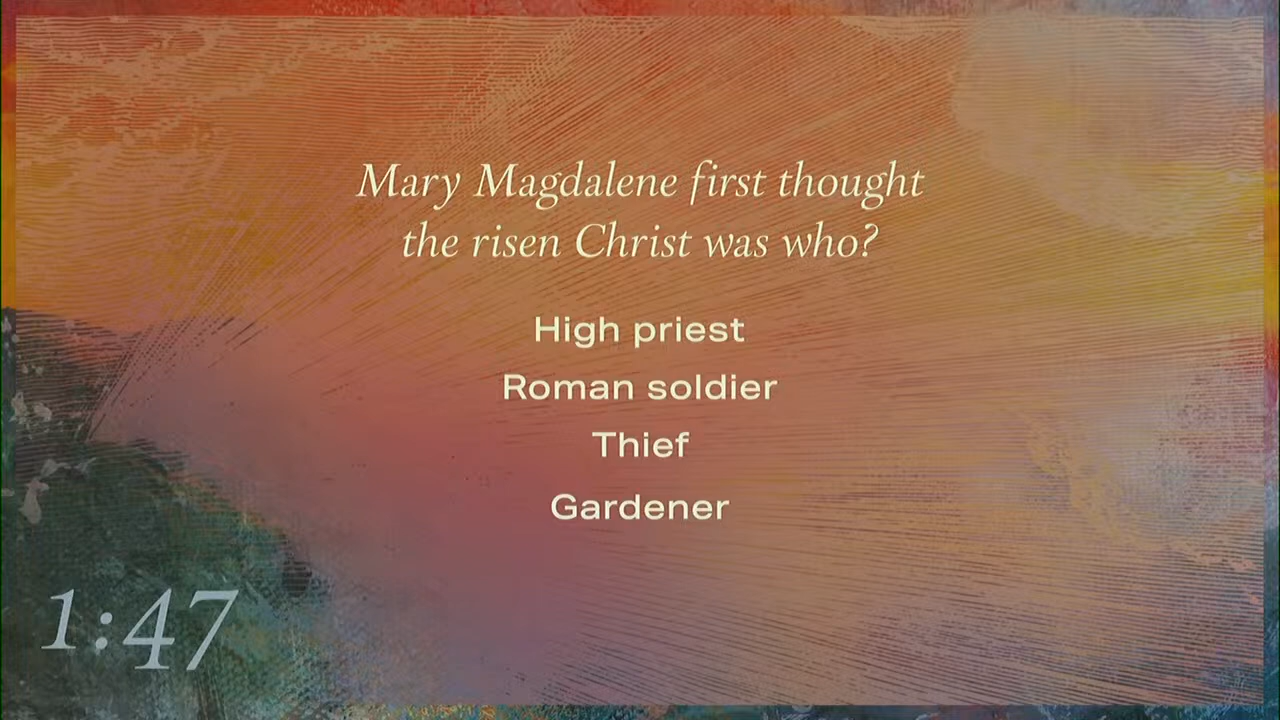 Mary Magdalene first thought
the risen Christ was who?
High priest
Roman soldier
Thief
Gardener
1:47